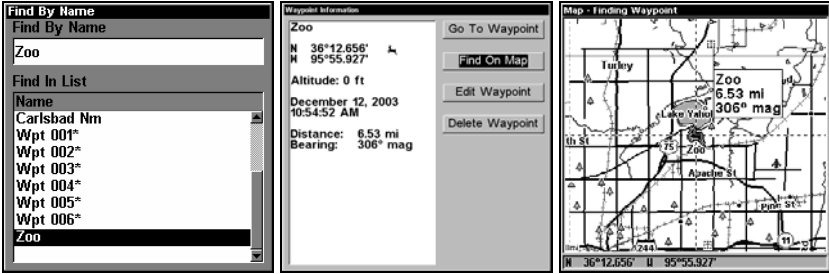 Find By Name
Find By Name
Zoo
Find In List
Name
Carlsbad Nm
Wpt 001*
Wpt 002*
Wpt 003*
Wpt 004*
Wpt 005*
Wpt 006*
Zoo
Waypoint Information
Zoo
N 36°12.656'
W 95°55.927'
Altitude: 0 ft
December 12, 2003
10:54:52 AM
Distance: 6.53 mi
Bearing: 306° mag
Go To Waypoint
Find On Map
Edit Waypoint
Delete Waypoint
Map - Finding Waypoint
Turley
Zoo
6.53 mi
306° mag
Lake Yahol
th St
75
Zoo
Apache St
Pine St
244
11
N 36°12.656' W 95°55.927'